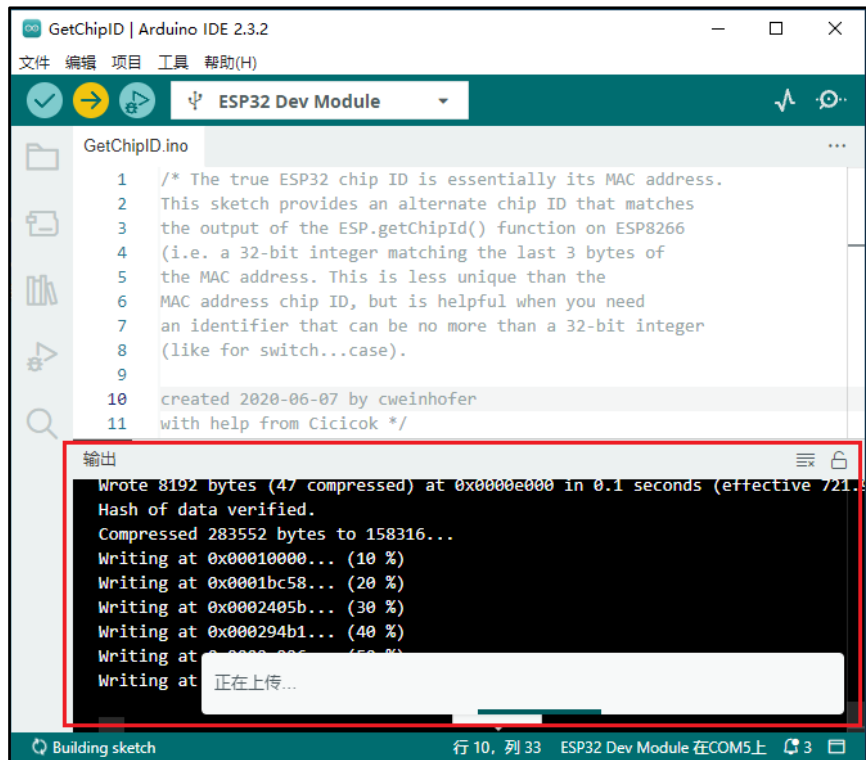 GetChipID | Arduino IDE 2.3.2
文件 编辑 项目 工具 帮助(H)
ESP32 Dev Module
GetChipID.ino
1 /* The true ESP32 chip ID is essentially its MAC address.
2 This sketch provides an alternate chip ID that matches
3 the output of the ESP.getChipId() function on ESP8266
4 (i.e. a 32-bit integer matching the last 3 bytes of
5 the MAC address. This is less unique than the
6 MAC address chip ID, but is helpful when you need
7 an identifier that can be no more than a 32-bit integer
8 (like for switch...case).
9
10 created 2020-06-07 by cweinhofer
11 with help from Cicicok */
输出
Wrote 8192 bytes (47 compressed) at 0x0000e000 in 0.1 seconds (effective 721.
Hash of data verified.
Compressed 283552 bytes to 158316...
Writing at 0x00010000... (10 %)
Writing at 0x0001bc58... (20 %)
Writing at 0x0002405b... (30 %)
Writing at 0x000294b1... (40 %)
Writing at
Writing at
正在上传...
Building sketch
行 10, 列 33 ESP32 Dev Module 在COM5上 3